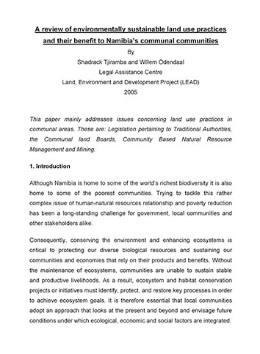 A review of environmentally sustainable land use practices
and their benefit to Namibia's communal communities
By
Shadrack Tjiramba and Willem Odendaal
Legal Assistance Centre
Land, Environment and Development Project (LEAD)
2005
This paper mainly addresses issues concerning land use practices in
communal areas. These are: Legislation pertaining to Traditional Authorities,
the Communal land Boards, Community Based Natural Resource
Management and Mining.
1. Introduction
Although Namibia is home to some of the world's richest biodiversity it is also
home to some of the poorest communities. Trying to tackle this rather
complex issue of human-natural resources relationship and poverty reduction
has been a long-standing challenge for government, local communities and
other stakeholders alike.
Consequently, conserving the environment and enhancing ecosystems is
critical to protecting our diverse biological resources and sustaining our
communities and economies that rely on their products and benefits. Without
the maintenance of ecosystems, communities are unable to sustain stable
and productive livelihoods. As a result, ecosystem and habitat conservation
projects or initiatives must identify, protect, and restore key processes in order
to achieve ecosystem goals. It is therefore essential that local communities
adopt an approach that looks at the present and beyond and envisage future
conditions under which ecological, economic and social factors are integrated.